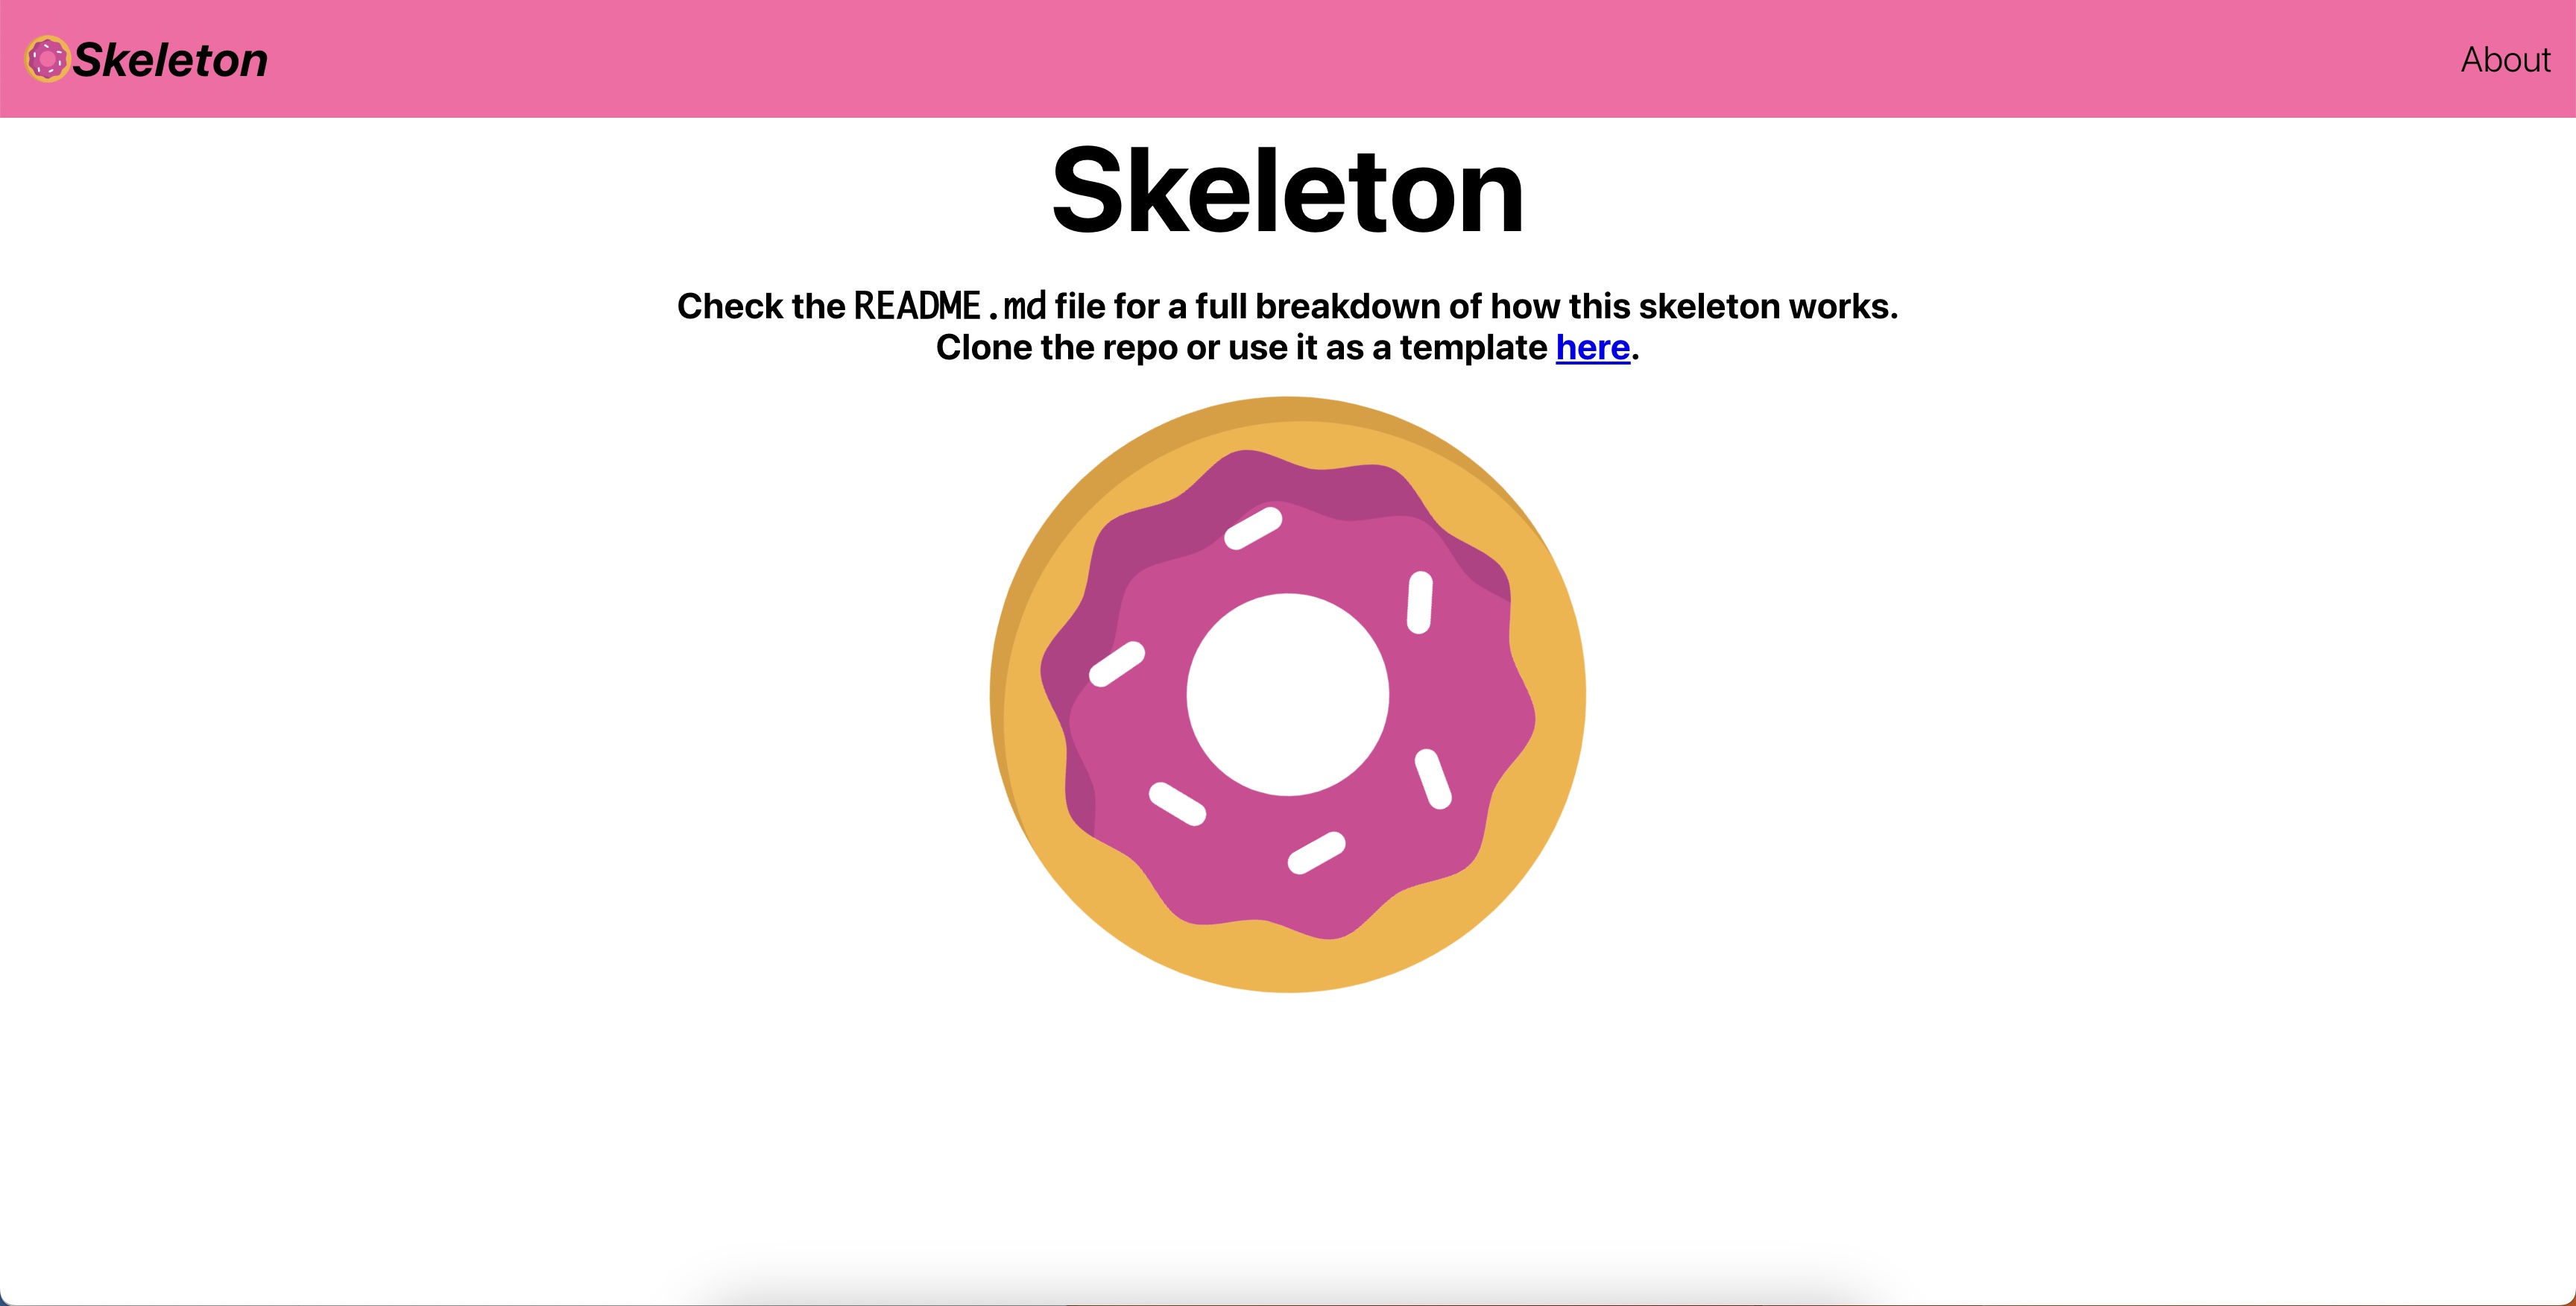 Skeleton
About
Skeleton
Check the README.md file for a full breakdown of how this skeleton works.
Clone the repo or use it as a template here.